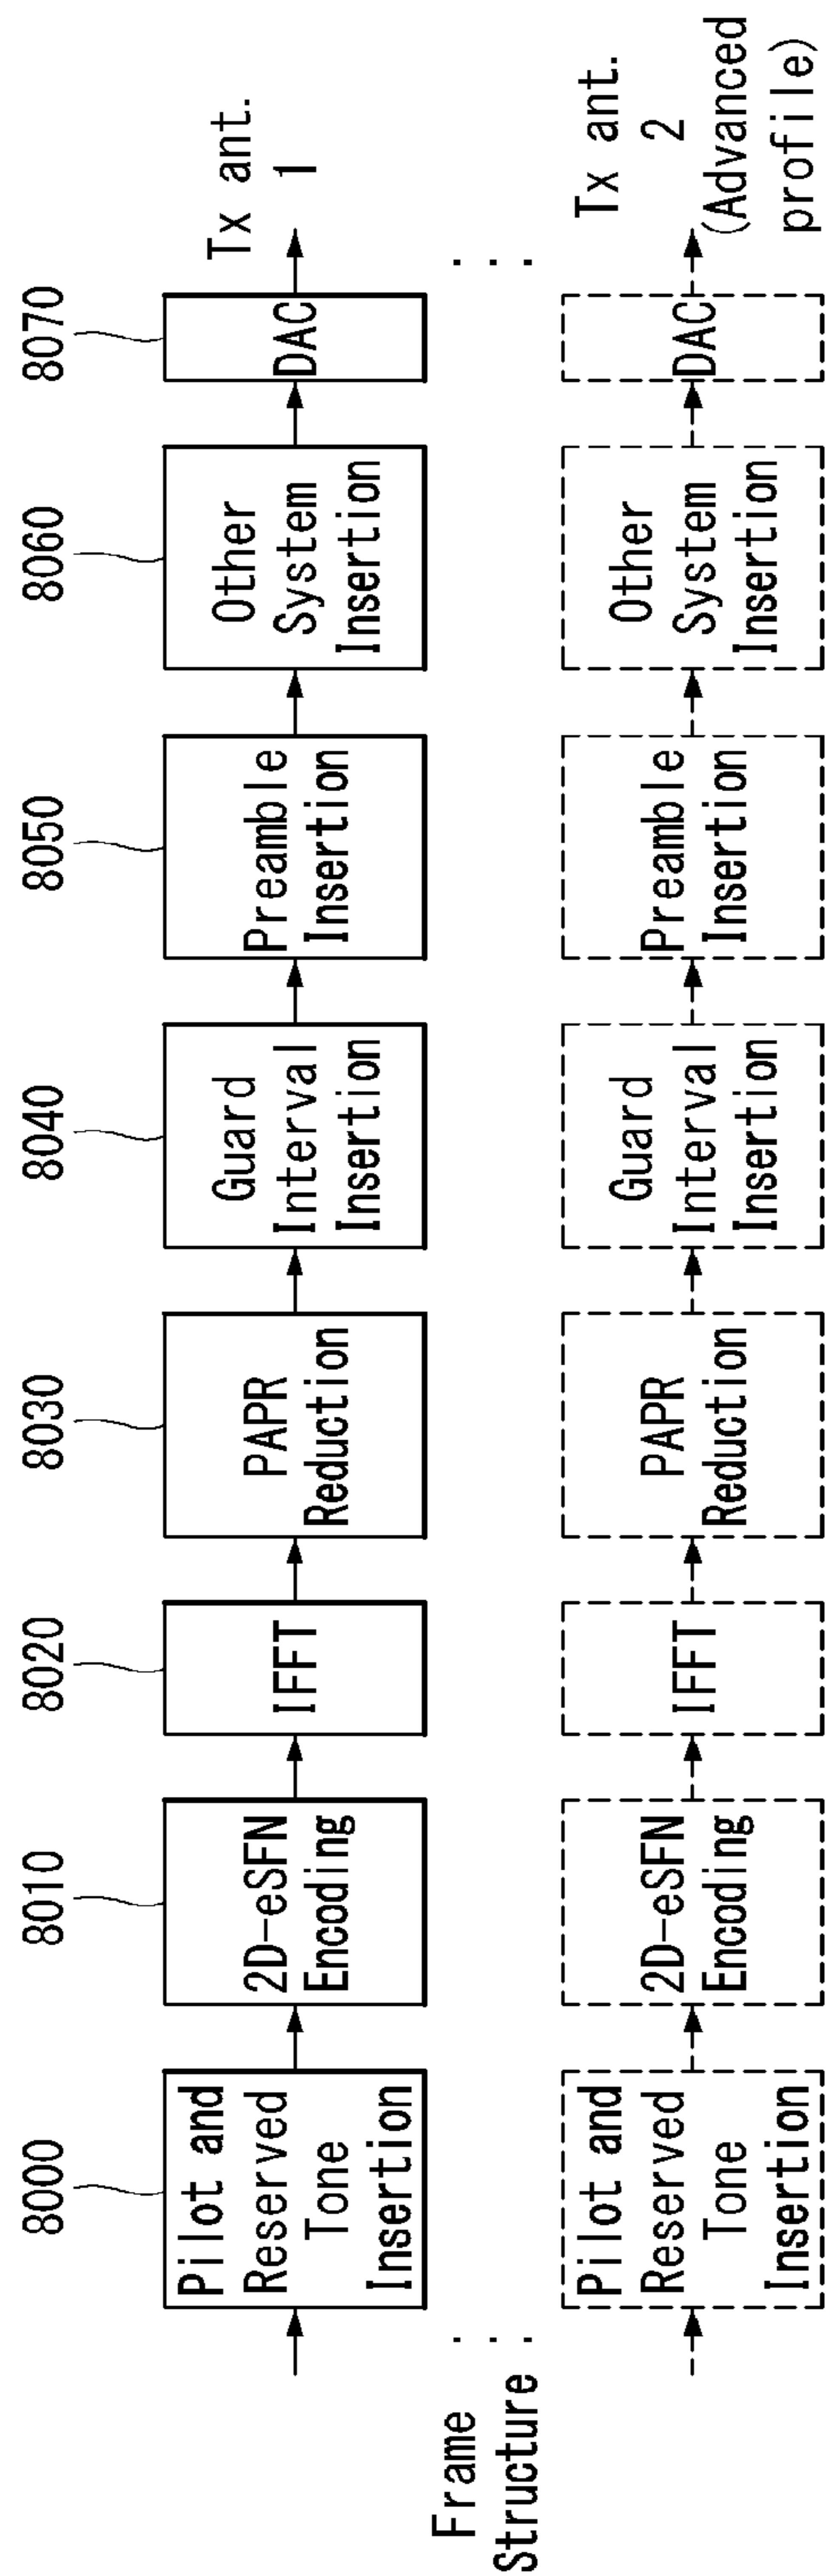 8000
8010
8020
8030
8040
8050
8060
8070
Pilot and
Reserved
Tone
Insertion
2D-eSFN
Encoding
IFFT
PAPR
Reduction
Guard
Interval
Insertion
Preamble
Insertion
Other
System
Insertion
DAC
Tx ant.
1
Frame
Structure
...
...
Pilot and
Reserved
Tone
Insertion
2D-eSFN
Encoding
IFFT
PAPR
Reduction
Guard
Interval
Insertion
Preamble
Insertion
Other
System
Insertion
DAC
Tx ant.
2
(Advanced
profile)